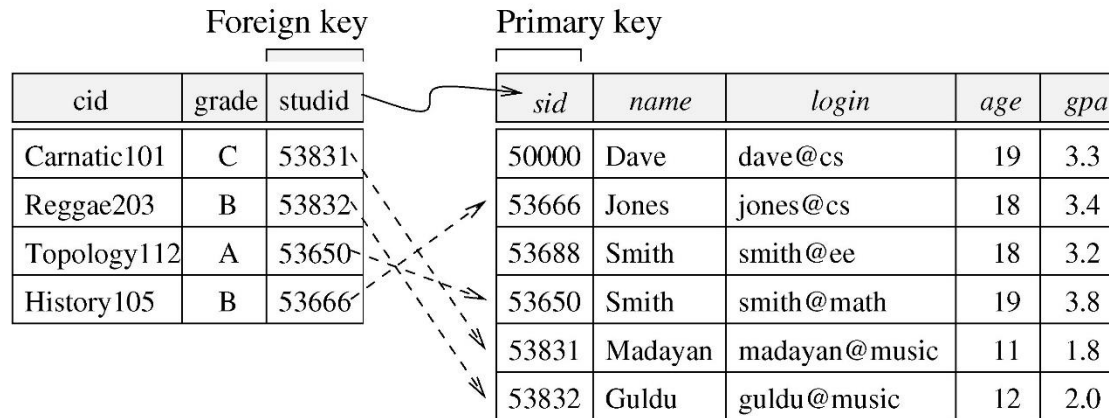 Foreign key
Primary key
cid grade studid
Carnatic101 C 53831
Reggae203 B 53832
Topology112 A 53650
History105 B 53666
sid name login age gpa
50000 Dave dave@cs 19 3.3
53666 Jones jones@cs 18 3.4
53688 Smith smith@ee 18 3.2
53650 Smith smith@math 19 3.8
53831 Madayan madayan@music 11 1.8
53832 Guldu guldu@music 12 2.0